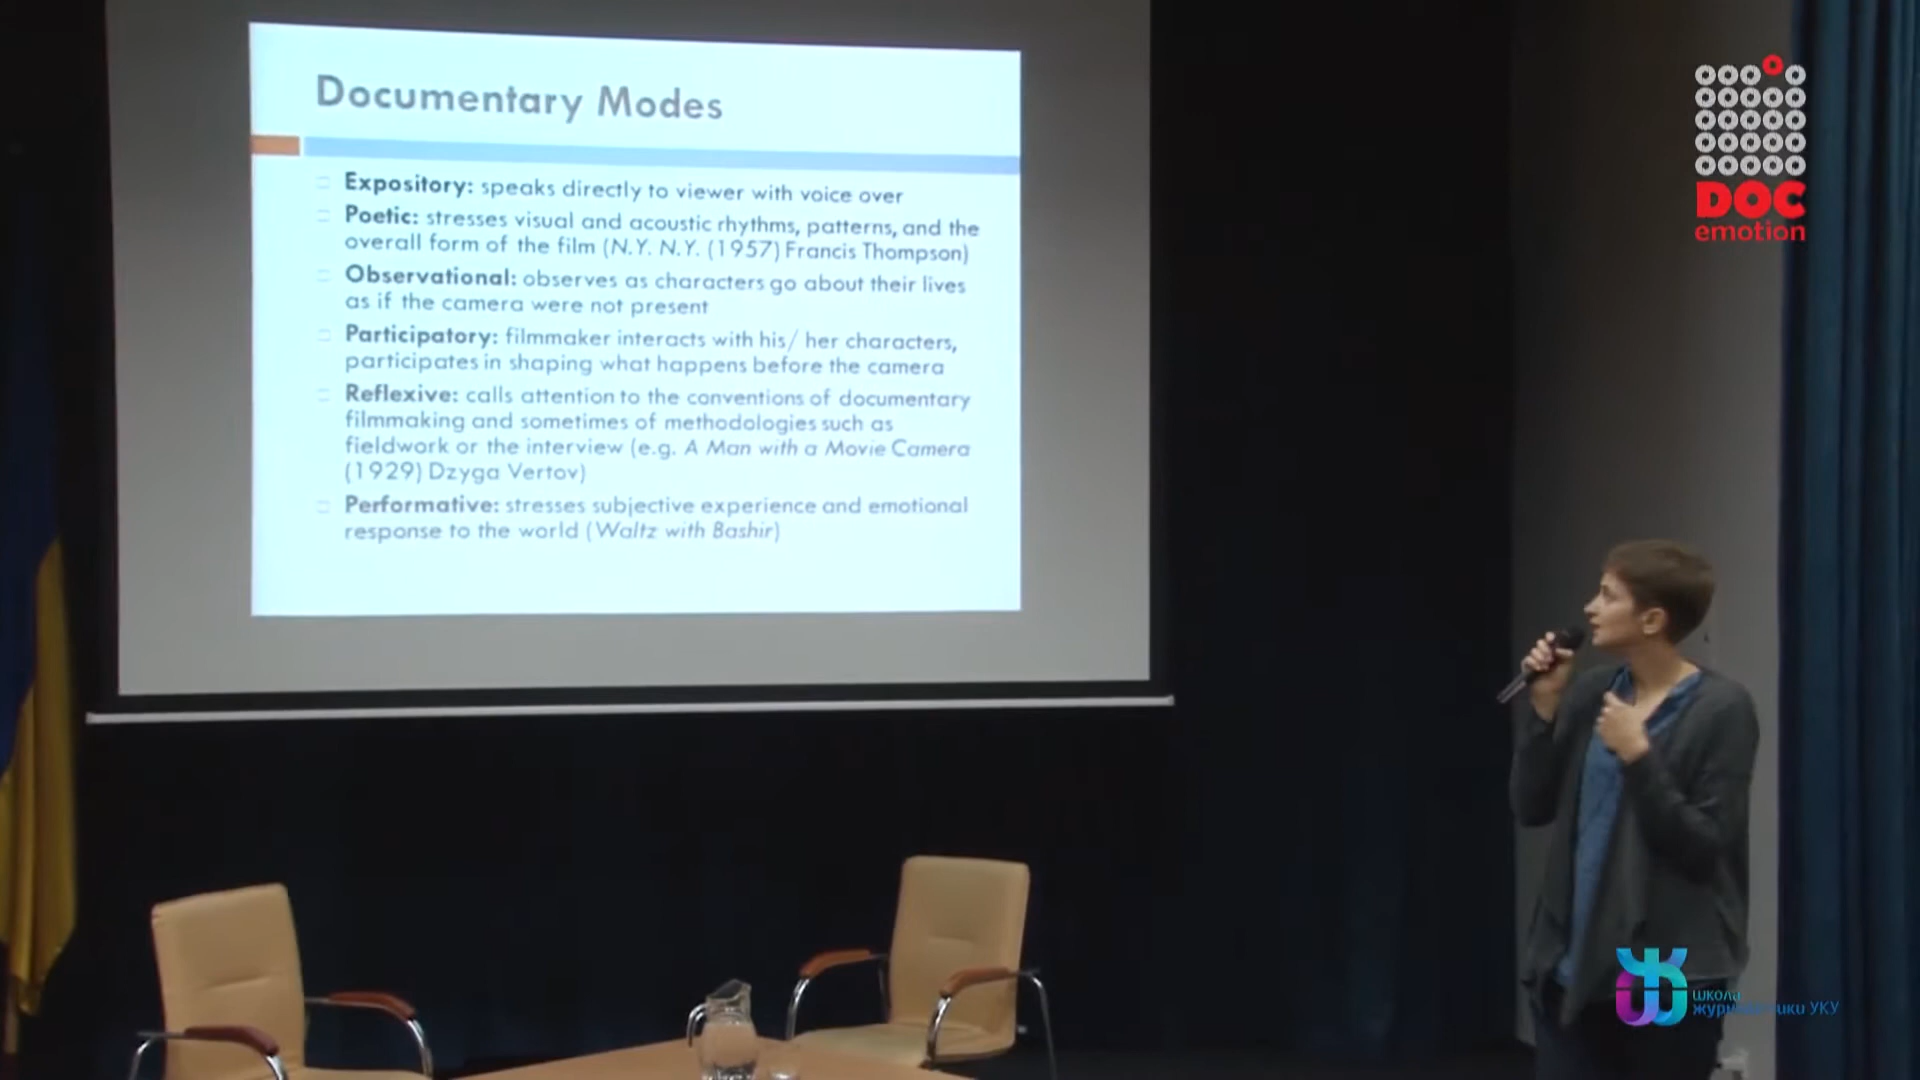 Documentary Modes
Expository: speaks directly to viewer with voice over
Poetic: stresses visual and acoustic rhythms, patterns, and the
overall form of the film (N.Y. N.Y. (1957) Francis Thompson)
Observational: observes as characters go about their lives
as if the camera were not present
Participatory: filmmaker interacts with his/ her characters,
participates in shaping what happens before the camera
Reflexive: calls attention to the conventions of documentary
filmmaking and sometimes of methodologies such as
fieldwork or the interview (e.g. A Man with a Movie Camera
(1929) Dzyga Vertov)
Performative: stresses subjective experience and emotional
response to the world (Waltz with Bashir)
DOC
emotion
школа
журналістики УКУ